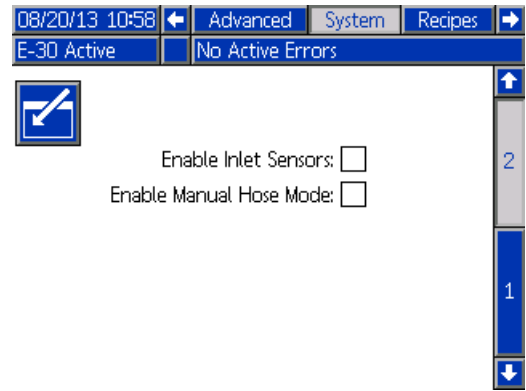 08/20/13 10:58 Advanced System Recipes
E-30 Active No Active Errors
Enable Inlet Sensors:
Enable Manual Hose Mode:
2
1